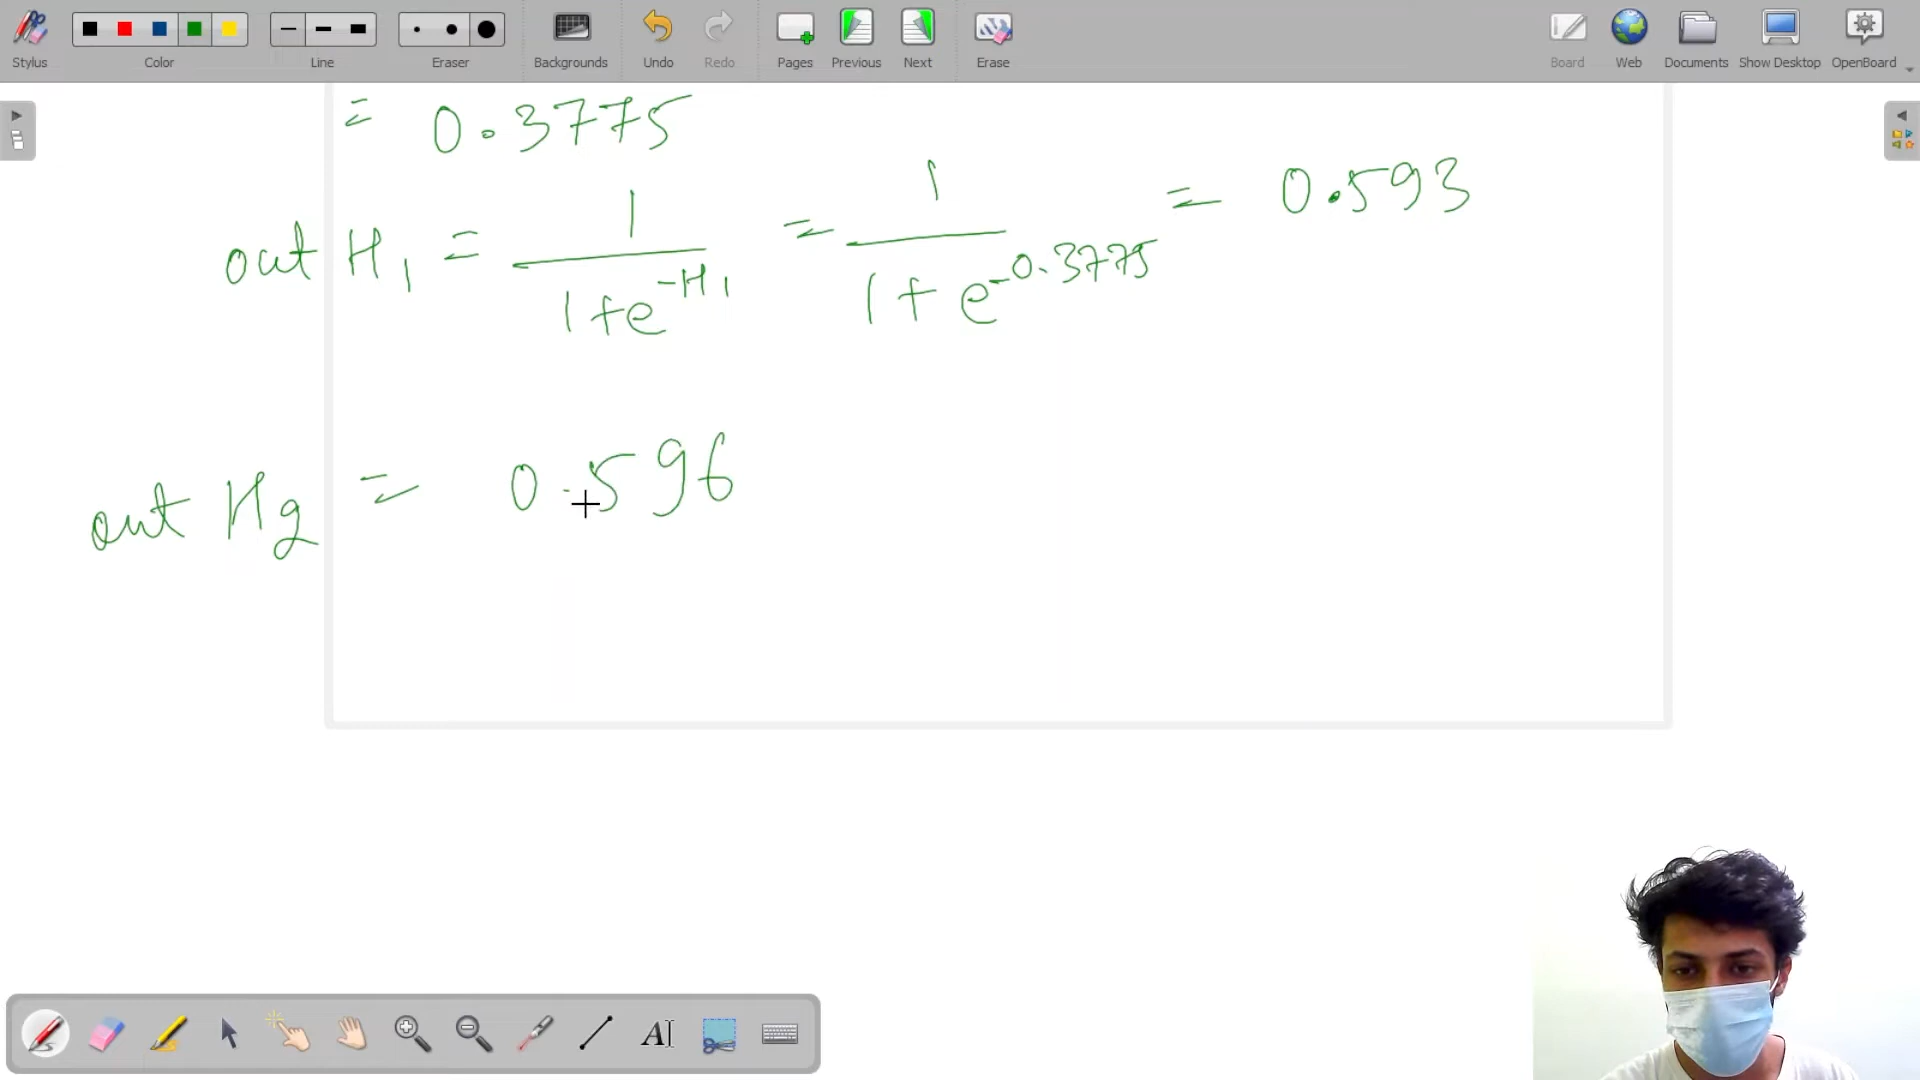 Stylus Color Line Eraser Backgrounds Undo Redo Pages Previous Next Erase Board Web Documents Show Desktop OpenBoard
= 0.3775
out H1 = 1/(1+e^-H1) = 1/(1+e^-0.3775) = 0.593
out H2 = 0.596
AI